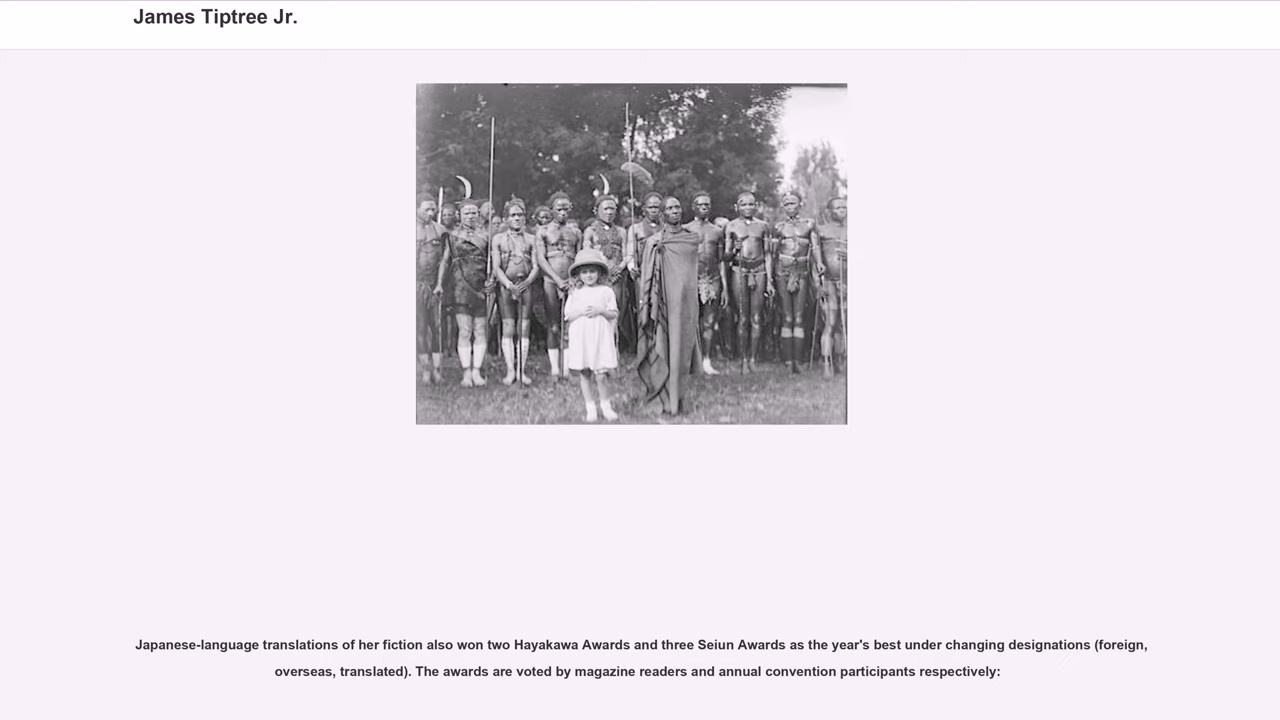 James Tiptree Jr.
Japanese-language translations of her fiction also won two Hayakawa Awards and three Seiun Awards as the year's best under changing designations (foreign,
overseas, translated). The awards are voted by magazine readers and annual convention participants respectively: